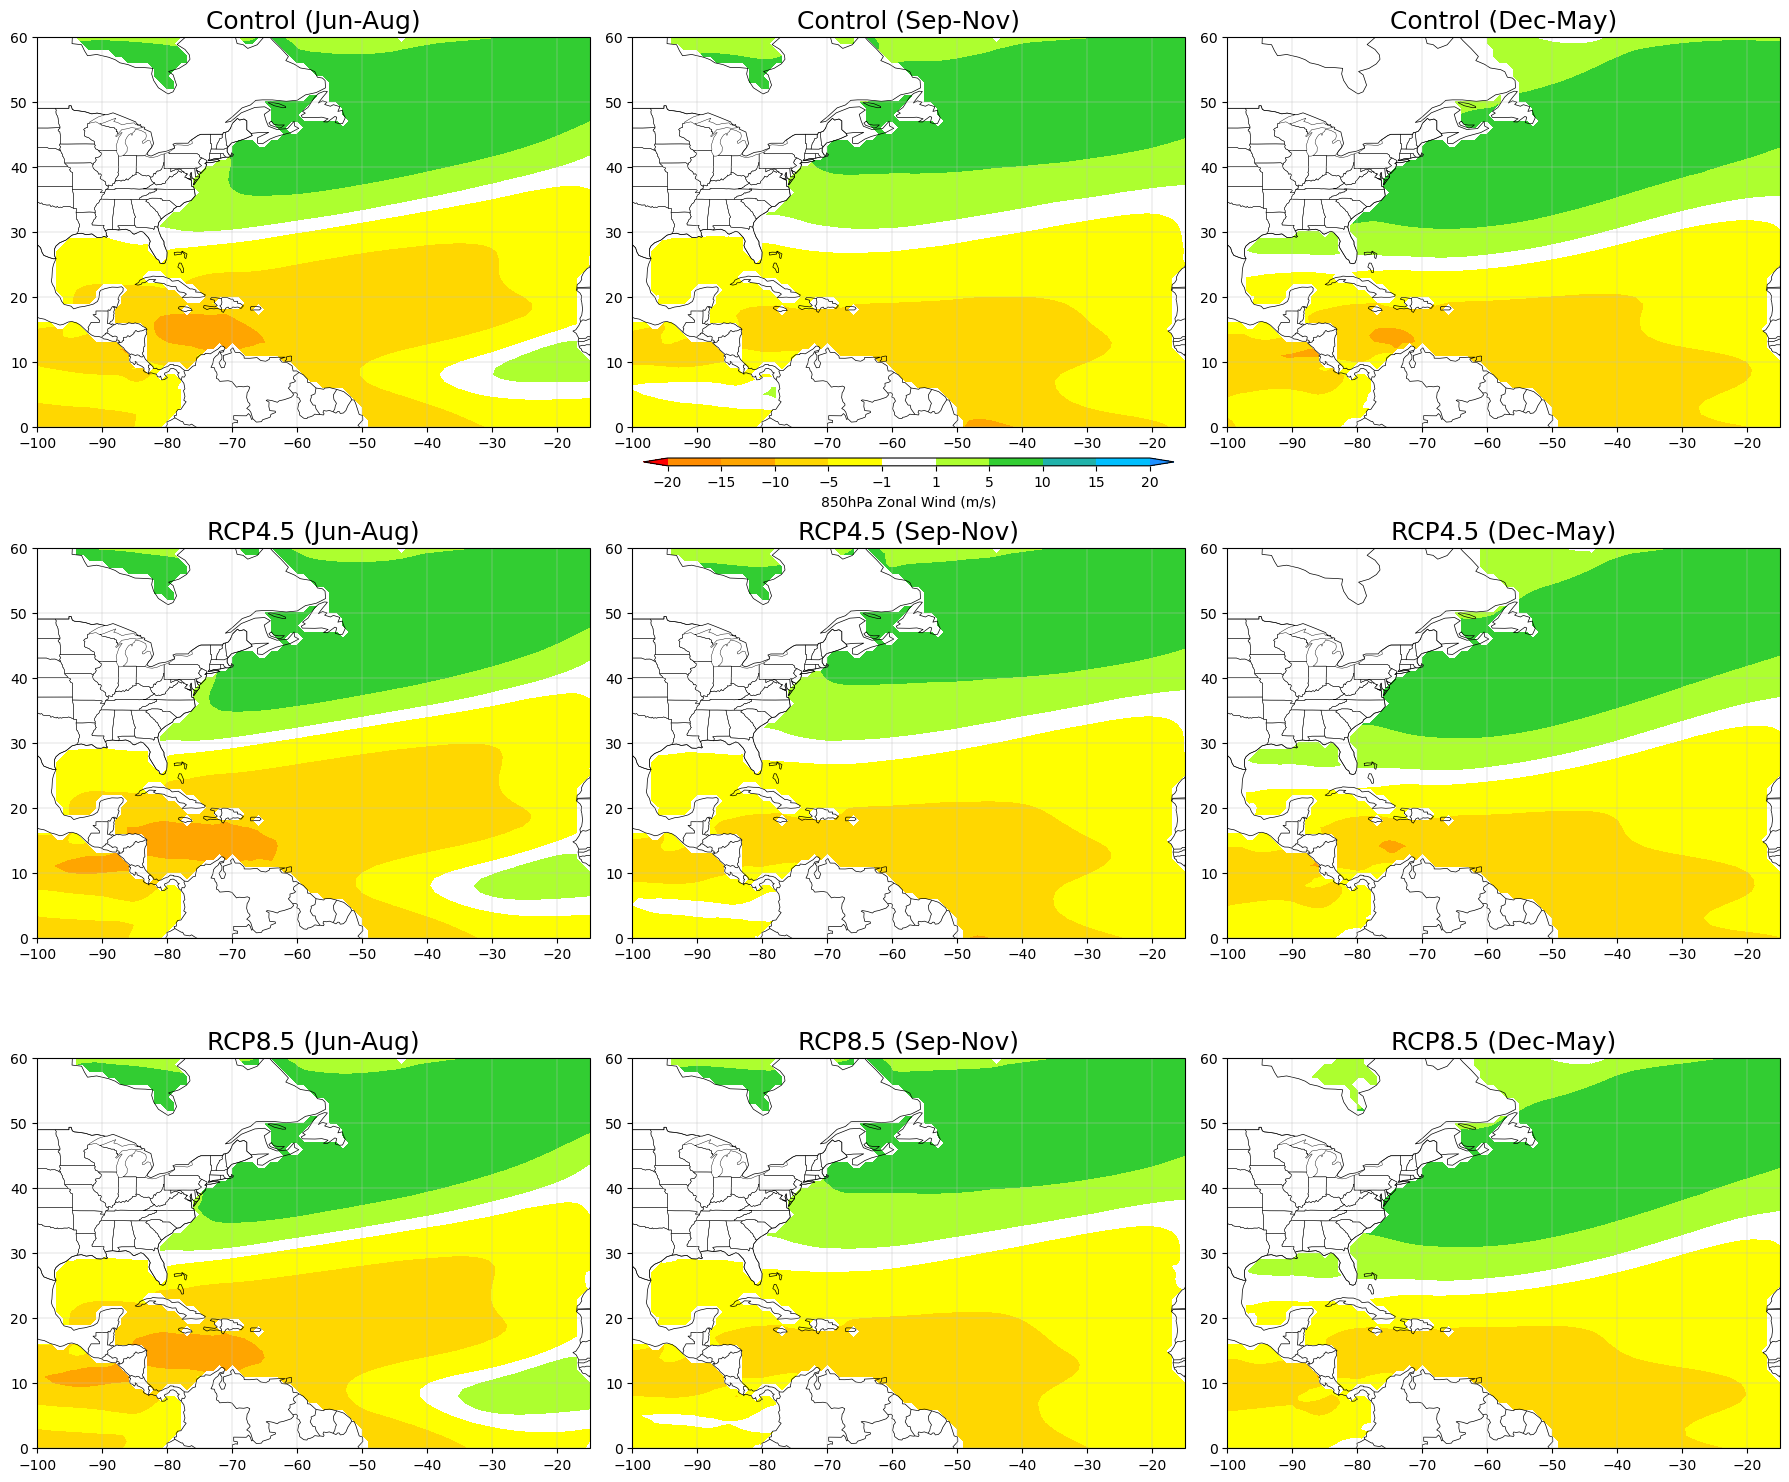 Control (Jun-Aug)
Control (Sep-Nov)
Control (Dec-May)
60 50 40 30 20 10 0
−100 −90 −80 −70 −60 −50 −40 −30 −20
60 50 40 30 20 10 0
−100 −90 −80 −70 −60 −50 −40 −30 −20
60 50 40 30 20 10 0
−100 −90 −80 −70 −60 −50 −40 −30 −20
−20 −15 −10 −5 −1 1 5 10 15 20
850hPa Zonal Wind (m/s)
RCP4.5 (Jun-Aug)
RCP4.5 (Sep-Nov)
RCP4.5 (Dec-May)
60 50 40 30 20 10 0
−100 −90 −80 −70 −60 −50 −40 −30 −20
60 50 40 30 20 10 0
−100 −90 −80 −70 −60 −50 −40 −30 −20
60 50 40 30 20 10 0
−100 −90 −80 −70 −60 −50 −40 −30 −20
RCP8.5 (Jun-Aug)
RCP8.5 (Sep-Nov)
RCP8.5 (Dec-May)
60 50 40 30 20 10 0
−100 −90 −80 −70 −60 −50 −40 −30 −20
60 50 40 30 20 10 0
−100 −90 −80 −70 −60 −50 −40 −30 −20
60 50 40 30 20 10 0
−100 −90 −80 −70 −60 −50 −40 −30 −20